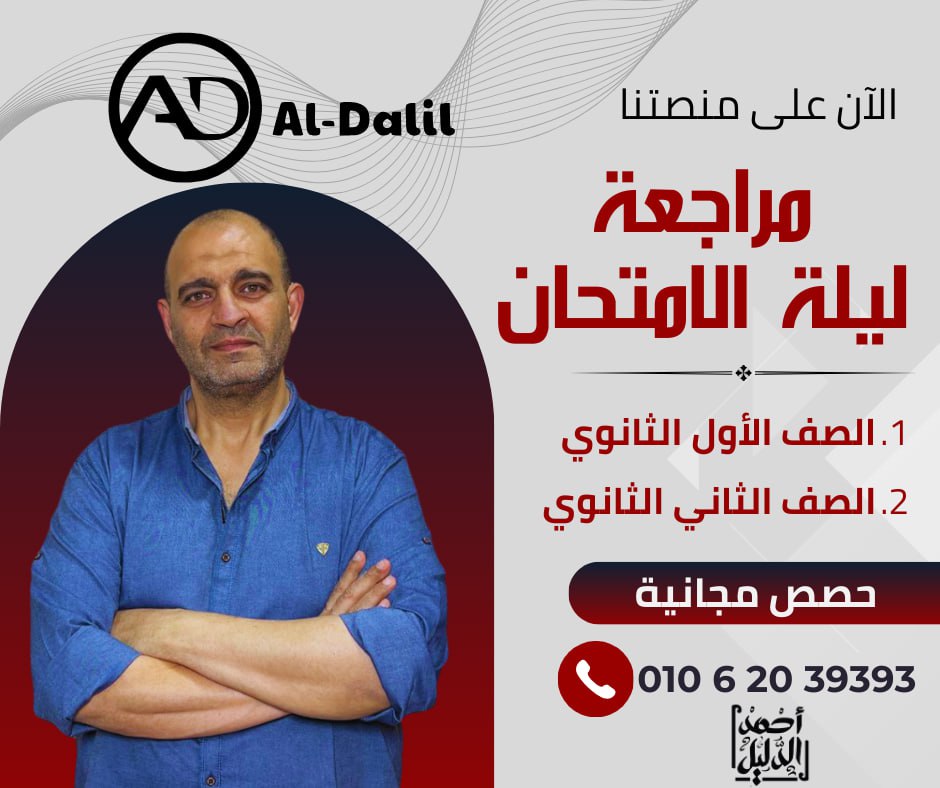 AD Al-Dalil
الآن على منصتنا
مراجعة
ليلة الامتحان
1. الصف الأول الثانوي
2. الصف الثاني الثانوي
حصص مجانية
010 6 20 39393
أحمد
الدليل